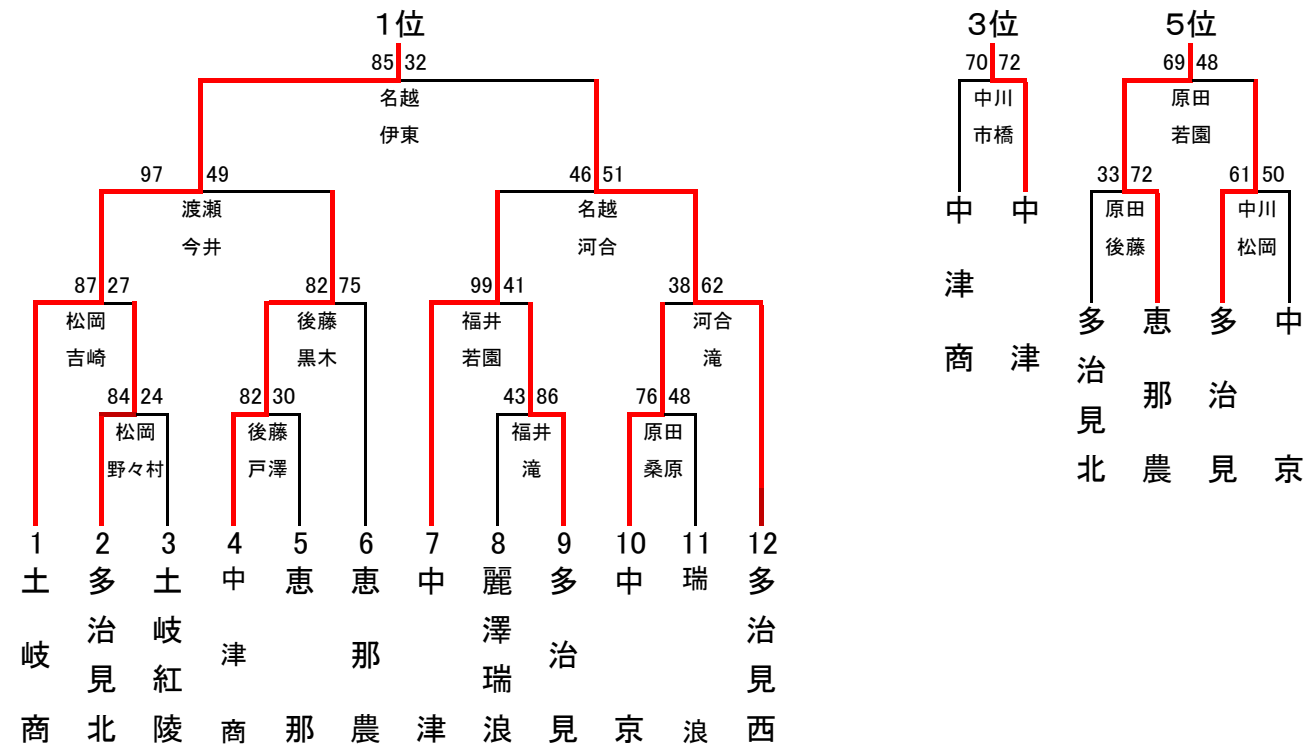 1位
85 32
名越
伊東
97 49
渡瀬
今井
46 51
名越
河合
87 27
松岡
吉崎
82 75
後藤
黒木
99 41
福井
若園
38 62
河合
滝
84 24
松岡
野々村
82 30
後藤
戸澤
43 86
福井
滝
76 48
原田
桑原
1 2 3 4 5 6 7 8 9 10 11 12
土岐商
多治見北
土岐紅陵
中津商
恵那
恵那農
中津
麗澤瑞浪
多治見
中京
瑞浪
多治見西
3位
70 72
中川
市橋
中津商
中津
5位
69 48
原田
若園
33 72
原田
後藤
61 50
中川
松岡
多治見北
恵那農
多治見
中京